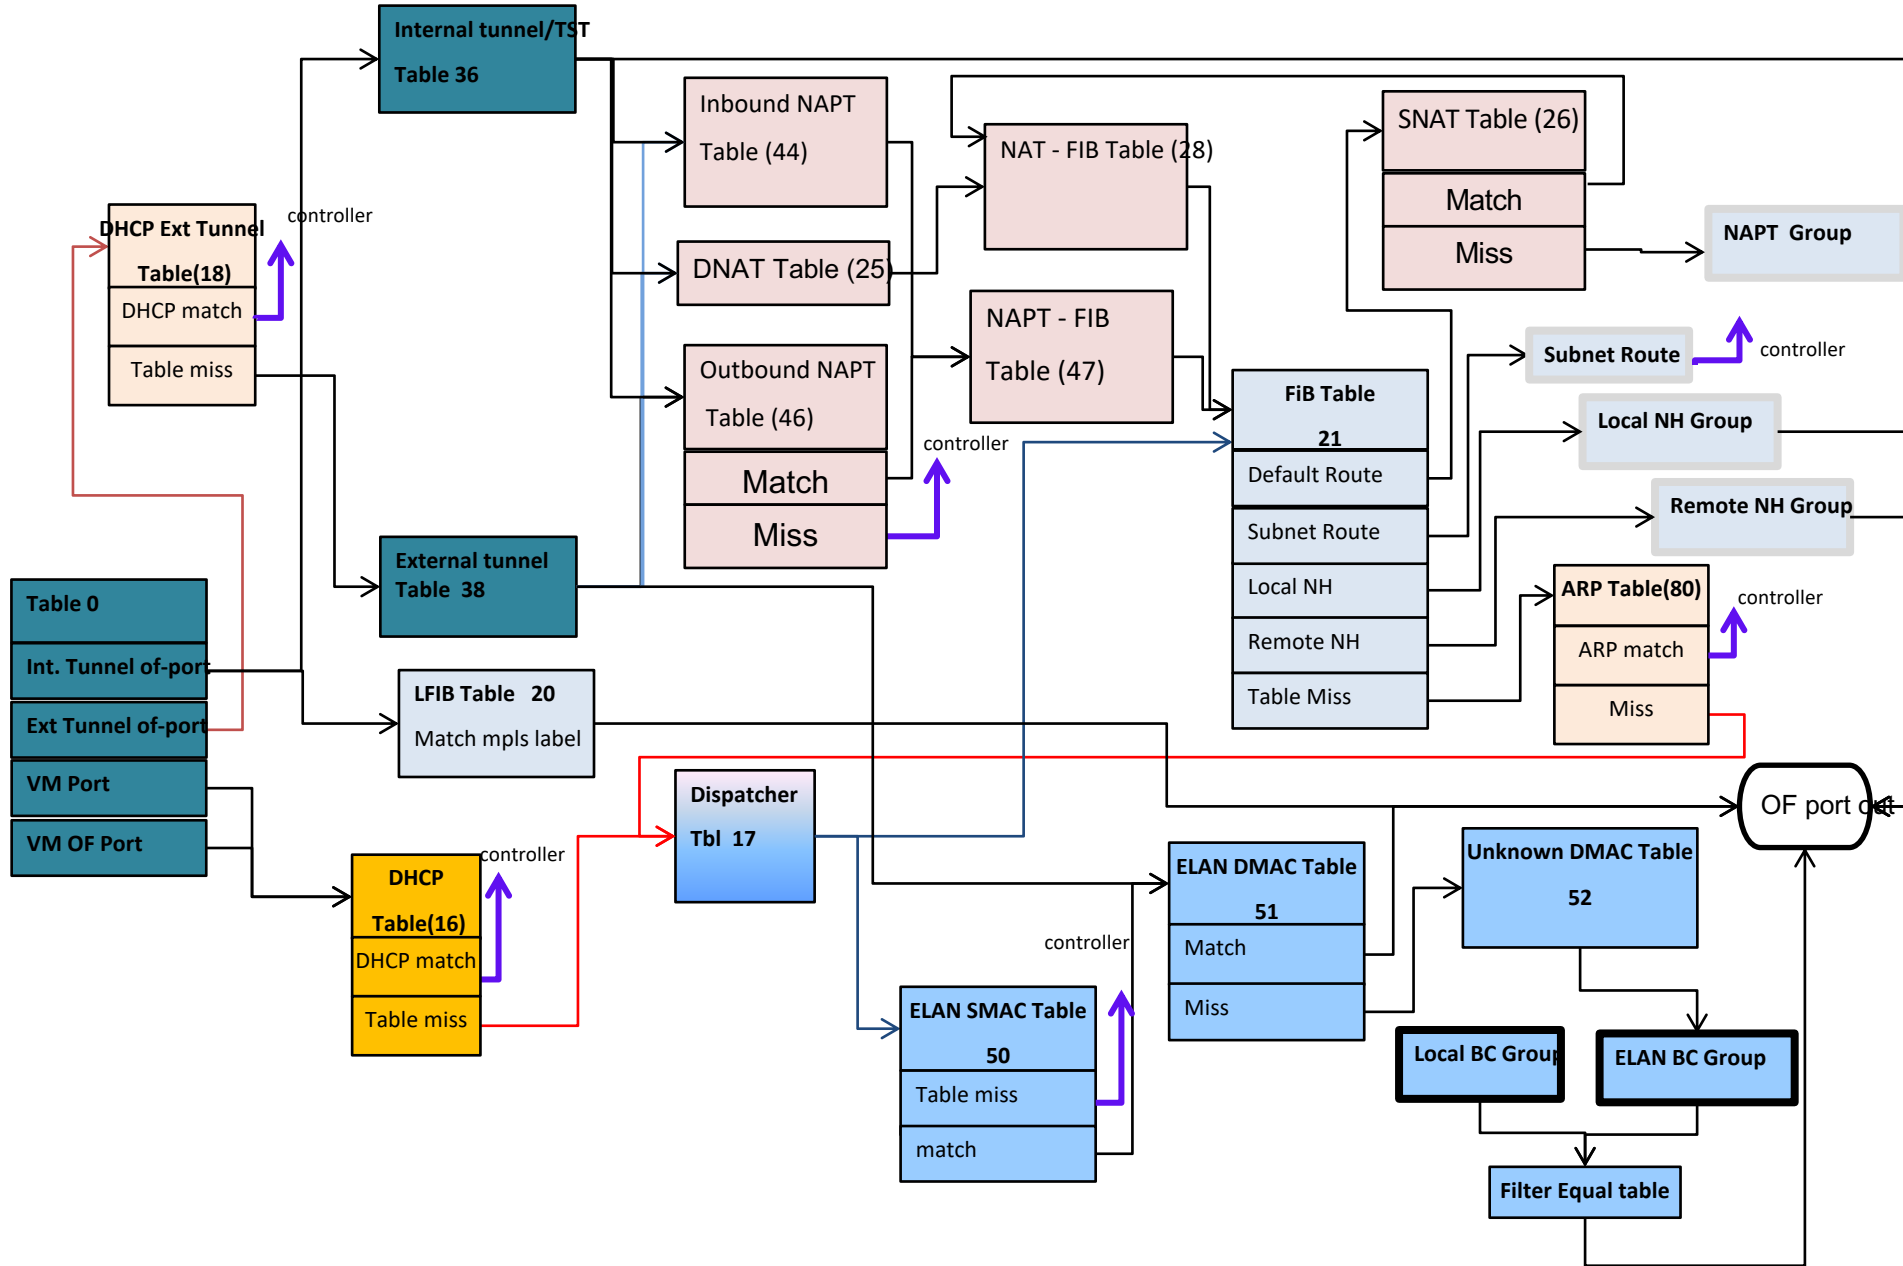 Internal tunnel/TST
Table 36
Inbound NAPT
Table (44)
NAT - FIB Table (28)
SNAT Table (26)
Match
Miss
NAPT  Group
controller
DHCP Ext Tunnel
Table(18)
DHCP match
Table miss
DNAT Table (25)
NAPT - FIB
Table (47)
Outbound NAPT
Table (46)
Match
Miss
controller
FiB Table
21
Default Route
Subnet Route
Local NH
Remote NH
Table Miss
Subnet Route
controller
Local NH Group
Remote NH Group
External tunnel
Table  38
Table 0
Int. Tunnel of-port
Ext Tunnel of-port
VM Port
VM OF Port
LFIB Table   20
Match mpls label
ARP Table(80)
ARP match
Miss
controller
Dispatcher
Tbl  17
OF port out
DHCP
Table(16)
DHCP match
Table miss
controller
ELAN DMAC Table
51
Match
Miss
Unknown DMAC Table
52
controller
ELAN SMAC Table
50
Table miss
match
Local BC Group
ELAN BC Group
Filter Equal table